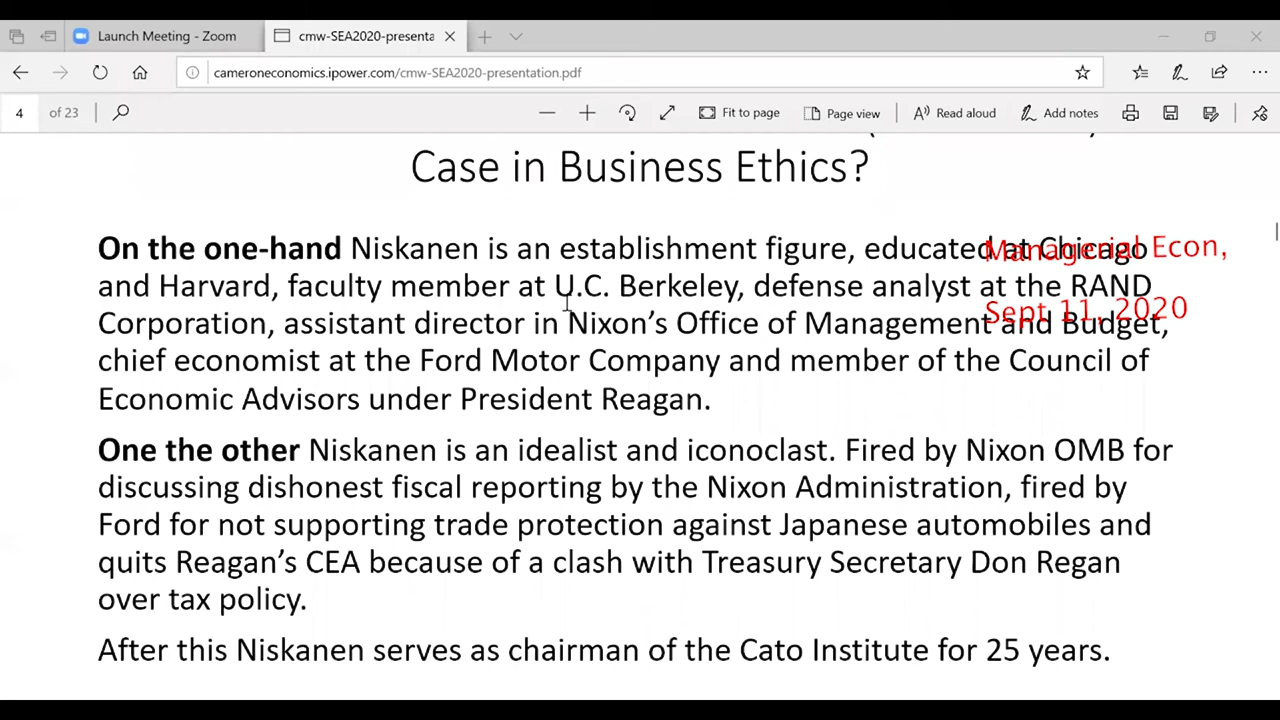 Launch Meeting - Zoom
cmw-SEA2020-presenta
cameroneconomics.ipower.com/cmw-SEA2020-presentation.pdf
4 of 23
Fit to page
Page view
Read aloud
Add notes
Case in Business Ethics?
On the one-hand Niskanen is an establishment figure, educated at Chicago
Managerial Econ,
and Harvard, faculty member at U.C. Berkeley, defense analyst at the RAND
Sept 11, 2020
Corporation, assistant director in Nixon's Office of Management and Budget,
chief economist at the Ford Motor Company and member of the Council of
Economic Advisors under President Reagan.
One the other Niskanen is an idealist and iconoclast. Fired by Nixon OMB for
discussing dishonest fiscal reporting by the Nixon Administration, fired by
Ford for not supporting trade protection against Japanese automobiles and
quits Reagan's CEA because of a clash with Treasury Secretary Don Regan
over tax policy.
After this Niskanen serves as chairman of the Cato Institute for 25 years.